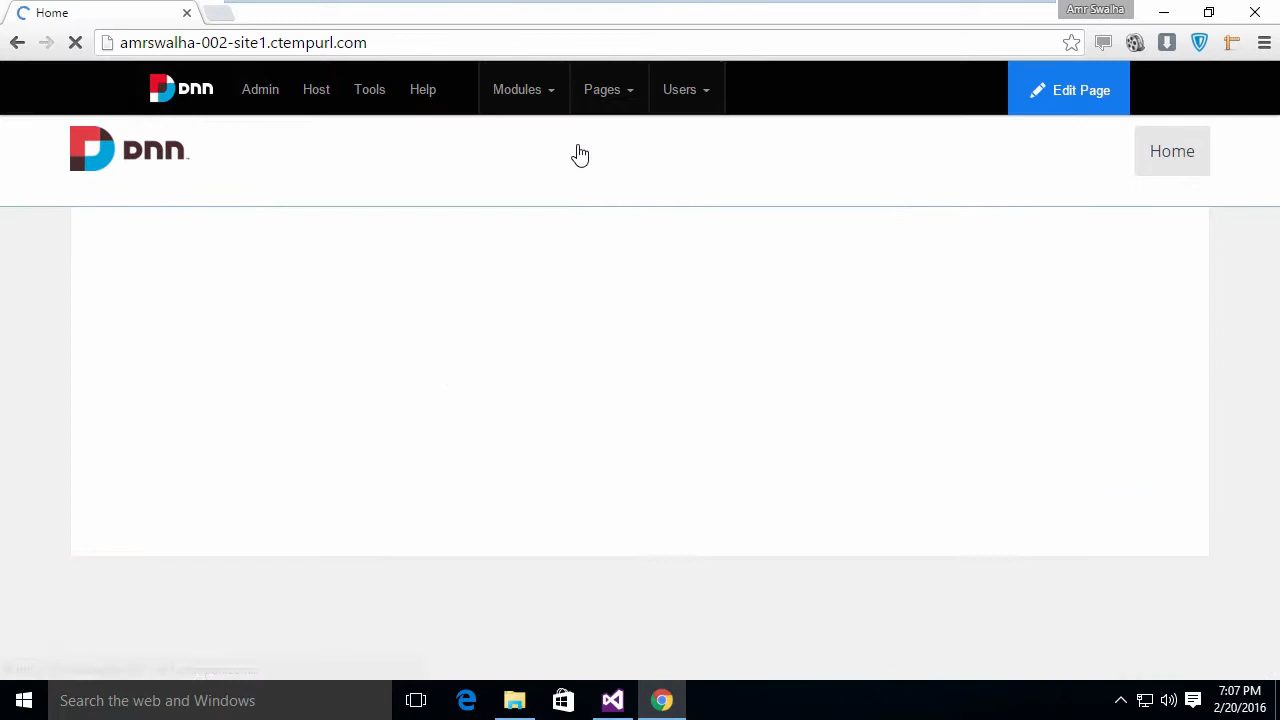 Home
Amr Swalha
amrswalha-002-site1.ctempurl.com
DNN Admin Host Tools Help Modules Pages Users Edit Page
DNN Home
Search the web and Windows
7:07 PM
2/20/2016